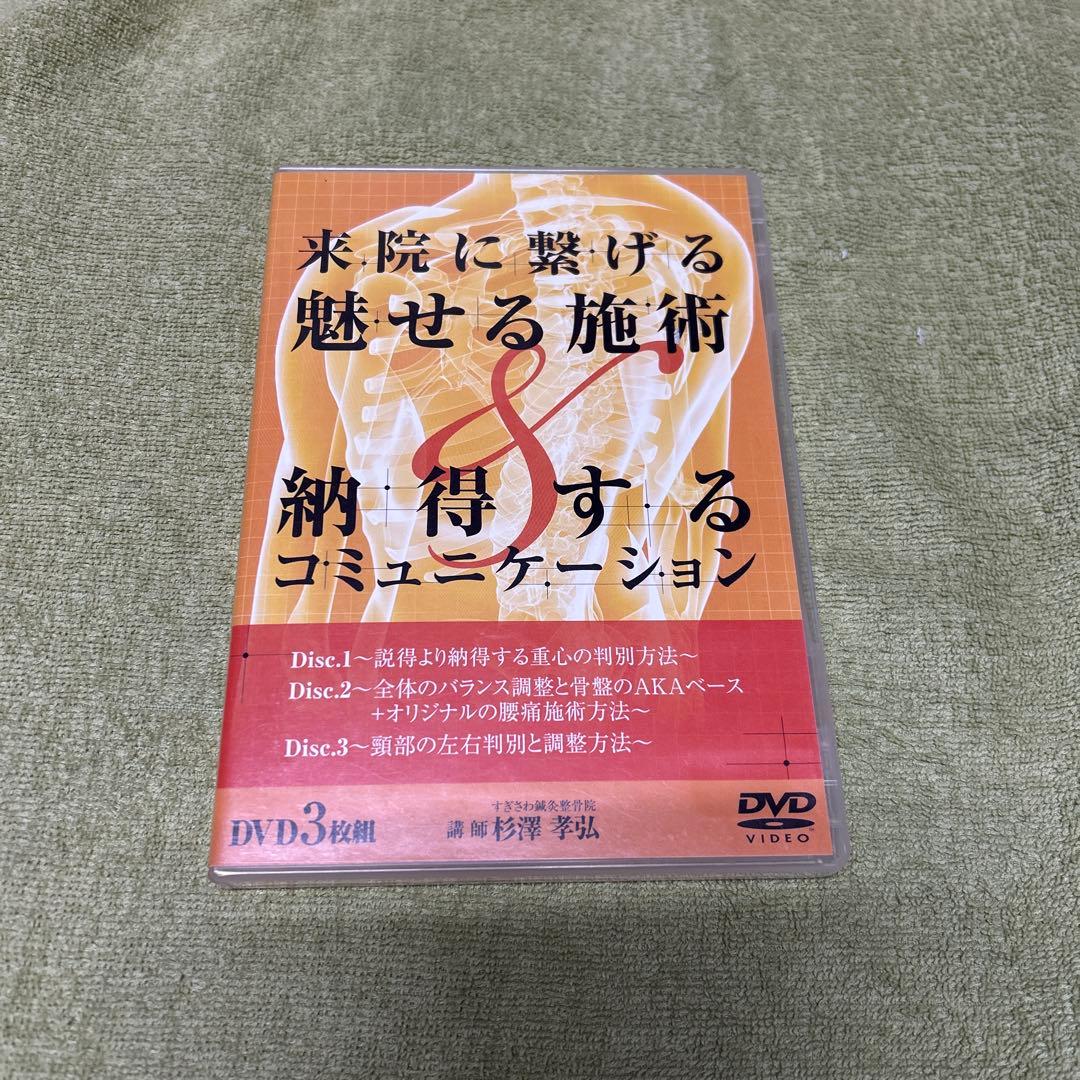 来院に繋げる
魅せる施術
&
納得する
コミュニケーション
Disc.1～説得より納得する重心の判別方法～
Disc.2～全体のバランス調整と骨盤のAKAベース
+オリジナルの腰痛施術方法～
Disc.3～頸部の左右判別と調整方法～
DVD3枚組
すぎさわ鍼灸整骨院
講師 杉澤 孝弘
DVD
VIDEO